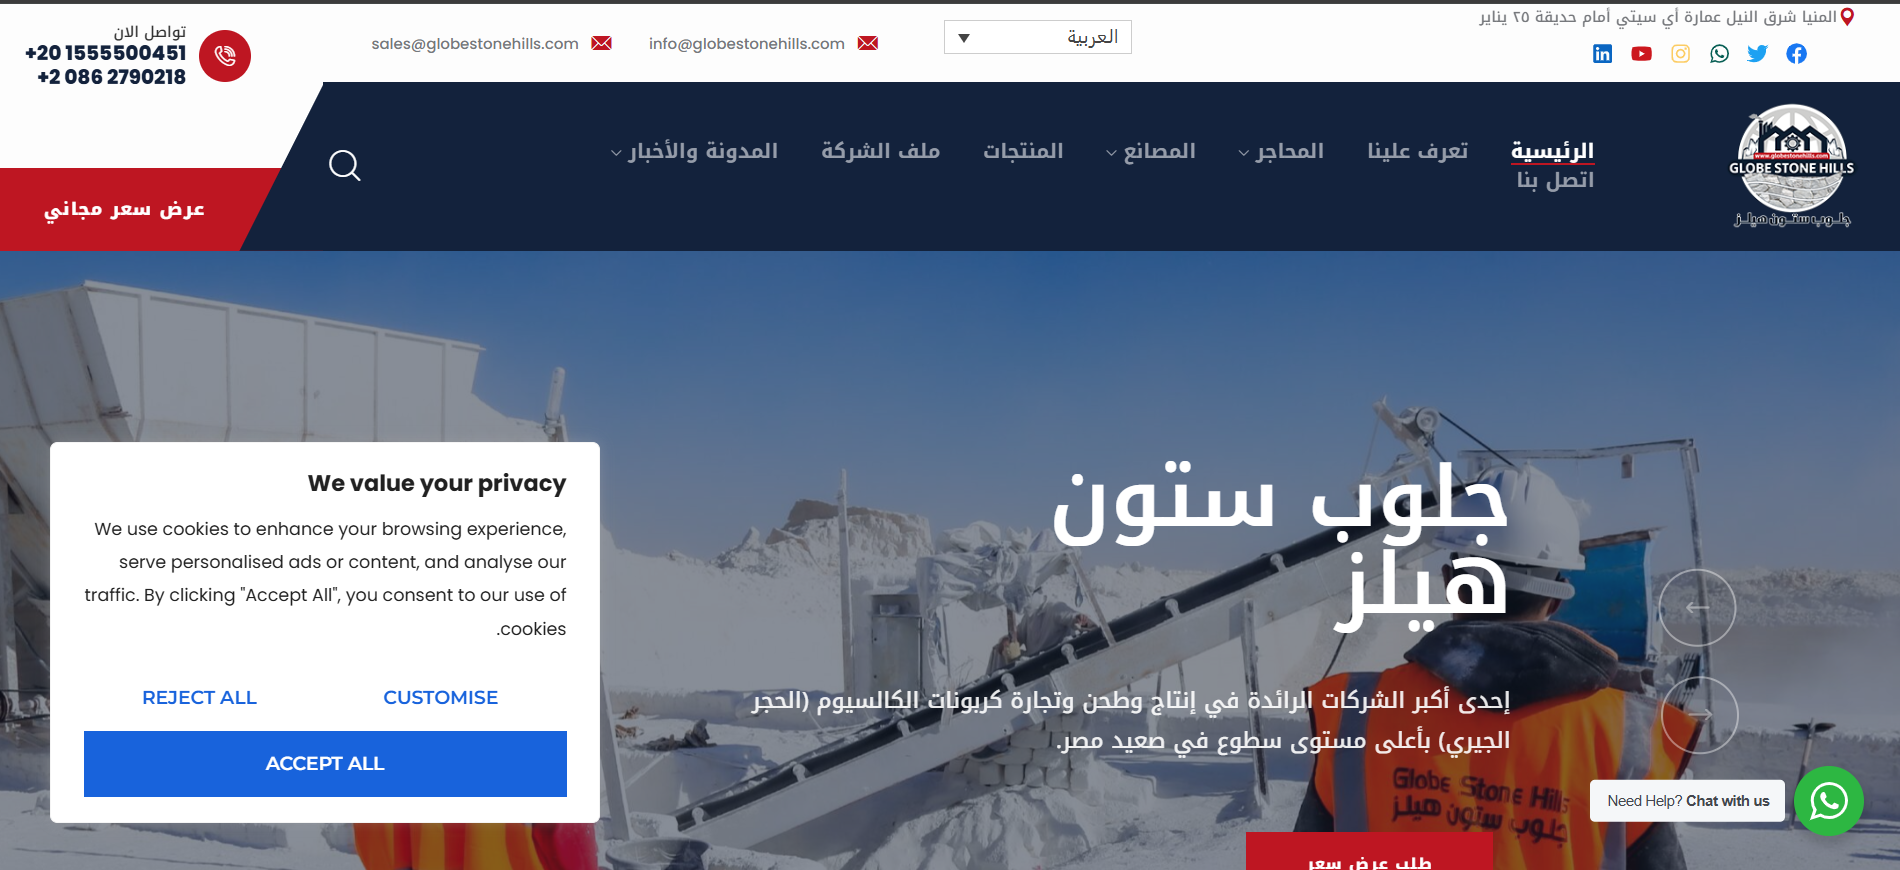 المنيا شرق النيل عمارة أي سيتي أمام حديقة ٢٥ يناير
العربية
info@globestonehills.com
sales@globestonehills.com
تواصل الان
+20 1555500451
+2 086 2790218
www.globestonehills.com
GLOBE STONE HILLS
جلوب ستون هيلز
الرئيسية
تعرف علينا
المحاجر
المصانع
المنتجات
ملف الشركة
المدونة والأخبار
اتصل بنا
عرض سعر مجاني
جلوب ستون
هيلز
إحدى أكبر الشركات الرائدة في إنتاج وطحن وتجارة كربونات الكالسيوم (الحجر
الجيري) بأعلى مستوى سطوع في صعيد مصر.
Globe Stone Hills
جلوب ستون هيلز
طلب عرض سعر
We value your privacy
We use cookies to enhance your browsing experience,
serve personalised ads or content, and analyse our
traffic. By clicking "Accept All", you consent to our use of
.cookies
REJECT ALL
CUSTOMISE
ACCEPT ALL
Need Help? Chat with us